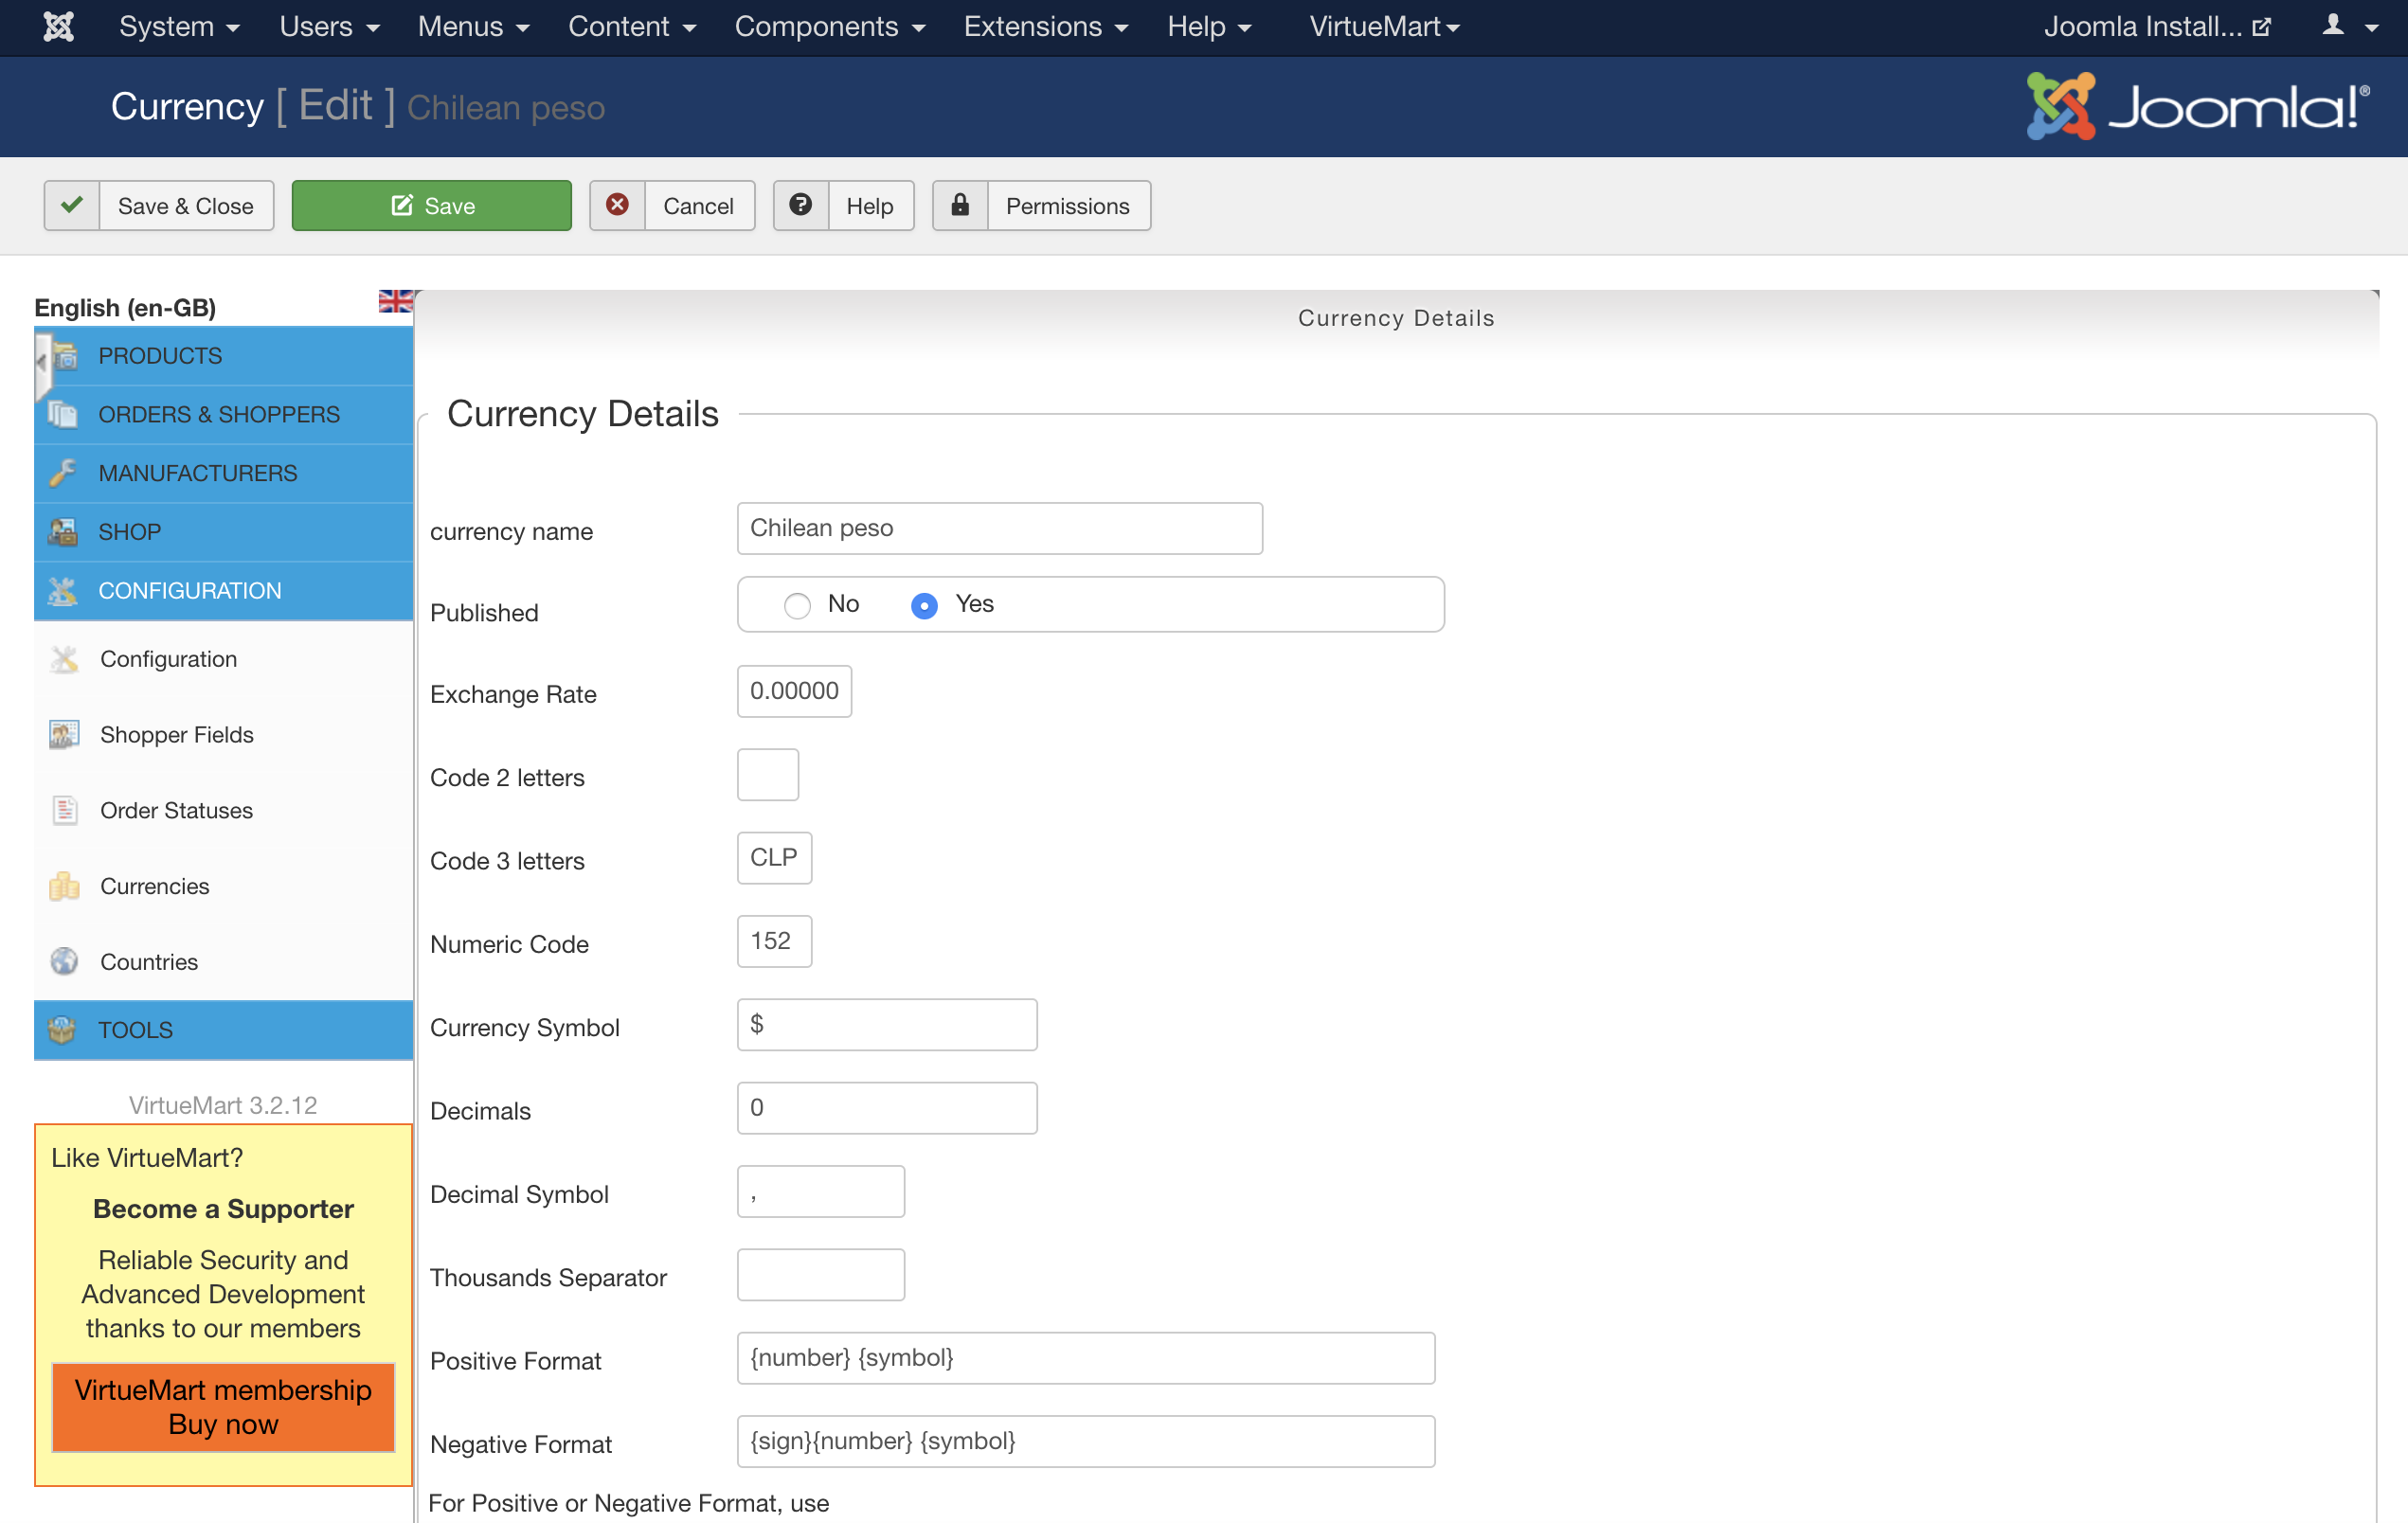 System Users Menus Content Components Extensions Help VirtueMart Joomla Install...
Currency [ Edit ] Chilean peso
Joomla!®
Save & Close Save Cancel Help Permissions
English (en-GB)
PRODUCTS
ORDERS & SHOPPERS
MANUFACTURERS
SHOP
CONFIGURATION
Configuration
Shopper Fields
Order Statuses
Currencies
Countries
TOOLS
VirtueMart 3.2.12
Like VirtueMart?
Become a Supporter
Reliable Security and
Advanced Development
thanks to our members
VirtueMart membership
Buy now
Currency Details
Currency Details
currency name Chilean peso
Published No Yes
Exchange Rate 0.00000
Code 2 letters
Code 3 letters CLP
Numeric Code 152
Currency Symbol $
Decimals 0
Decimal Symbol ,
Thousands Separator
Positive Format {number} {symbol}
Negative Format {sign}{number} {symbol}
For Positive or Negative Format, use